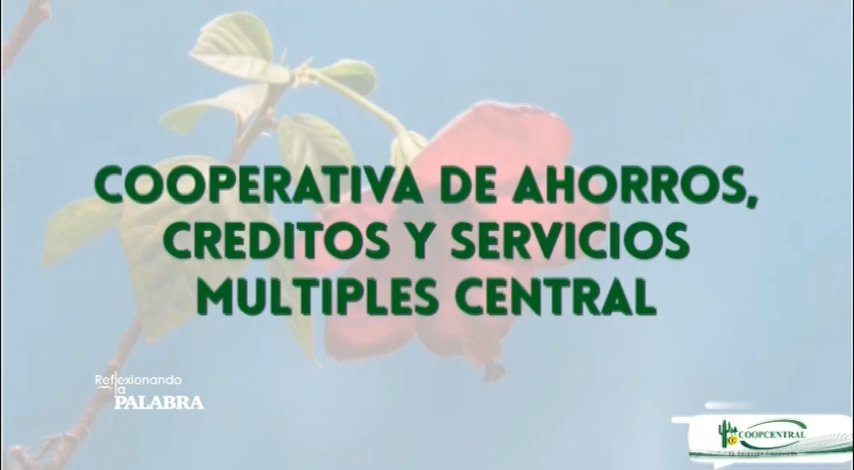 COOPERATIVA DE AHORROS,
CREDITOS Y SERVICIOS
MULTIPLES CENTRAL
Reflexionando
la
PALABRA
COOPCENTRAL